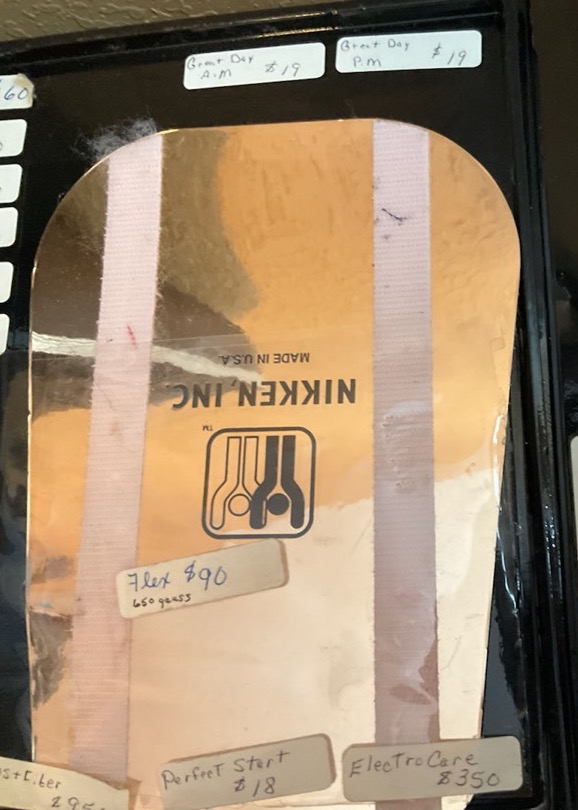 Great Day
A.M $19
Great Day
P.M $19
60
MADE IN U.S.A.
NIKKEN, INC.
TM
Flex $90
650 gauss
Perfect Start
$18
ElectroCare
$350